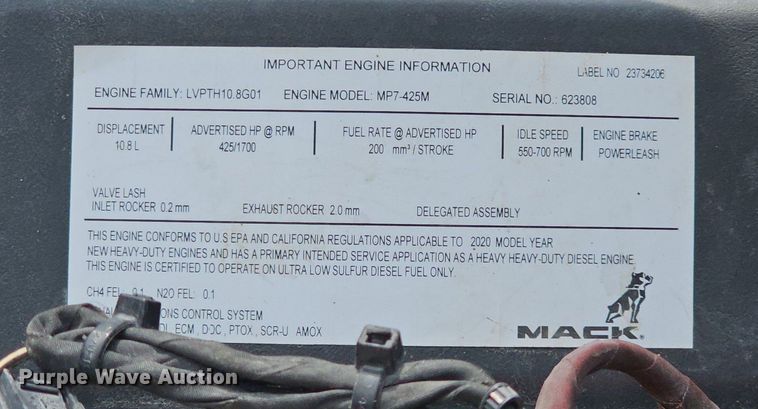 IMPORTANT ENGINE INFORMATION
LABEL NO 23734206
ENGINE FAMILY: LVPTH10.8G01 ENGINE MODEL: MP7-425M SERIAL NO.: 623808
DISPLACEMENT ADVERTISED HP @ RPM FUEL RATE @ ADVERTISED HP IDLE SPEED ENGINE BRAKE
10.8 L 425/1700 200 mm³ / STROKE 550-700 RPM POWERLEASH
VALVE LASH
INLET ROCKER 0.2 mm EXHAUST ROCKER 2.0 mm DELEGATED ASSEMBLY
THIS ENGINE CONFORMS TO U.S EPA AND CALIFORNIA REGULATIONS APPLICABLE TO 2020 MODEL YEAR
NEW HEAVY-DUTY ENGINES AND HAS A PRIMARY INTENDED SERVICE APPLICATION AS A HEAVY HEAVY-DUTY DIESEL ENGINE
THIS ENGINE IS CERTIFIED TO OPERATE ON ULTRA LOW SULFUR DIESEL FUEL ONLY.
CH4 FEL: 0.1 N2O FEL: 0.1
CONTROL SYSTEM
ECM, DOC, PTOX, SCR-U AMOX
MACK
Purple Wave Auction